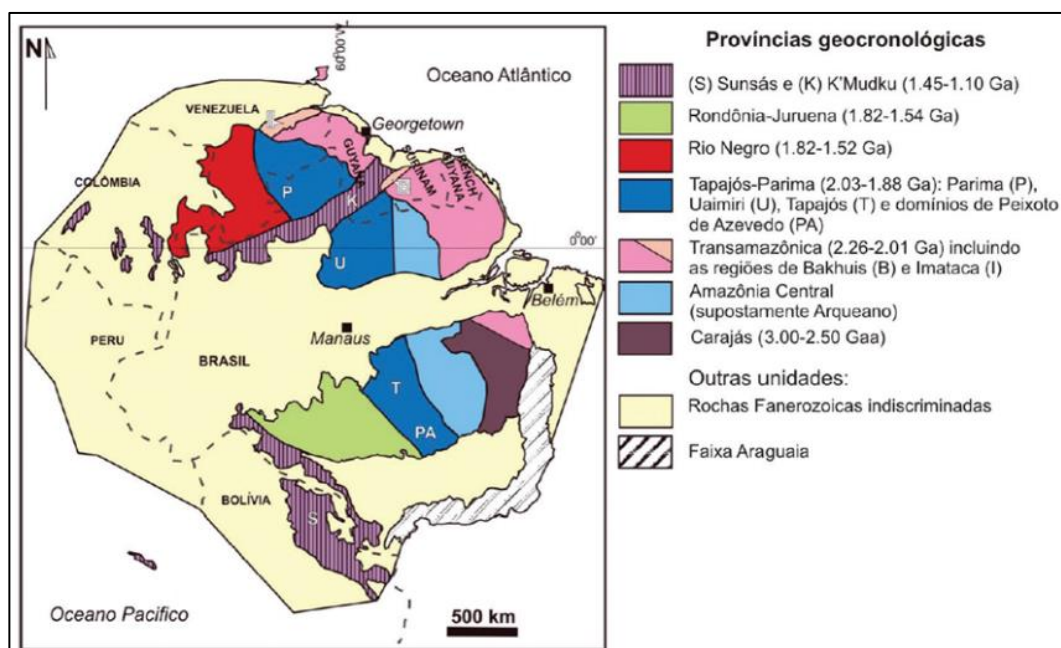 N
60°00'W
Oceano Atlântico
VENEZUELA
Georgetown
GUYANA
SURINAM
FRENCH
GUYANA
COLÔMBIA
P
K
U
0°00'
Belém
Manaus
PERU
BRASIL
T
PA
BOLÍVIA
S
Oceano Pacífico
500 km
Províncias geocronológicas
(S) Sunsás e (K) K'Mudku (1.45-1.10 Ga)
Rondônia-Juruena (1.82-1.54 Ga)
Rio Negro (1.82-1.52 Ga)
Tapajós-Parima (2.03-1.88 Ga): Parima (P),
Uaimiri (U), Tapajós (T) e domínios de Peixoto
de Azevedo (PA)
Transamazônica (2.26-2.01 Ga) incluindo
as regiões de Bakhuis (B) e Imataca (I)
Amazônia Central
(supostamente Arqueano)
Carajás (3.00-2.50 Gaa)
Outras unidades:
Rochas Fanerozoicas indiscriminadas
Faixa Araguaia